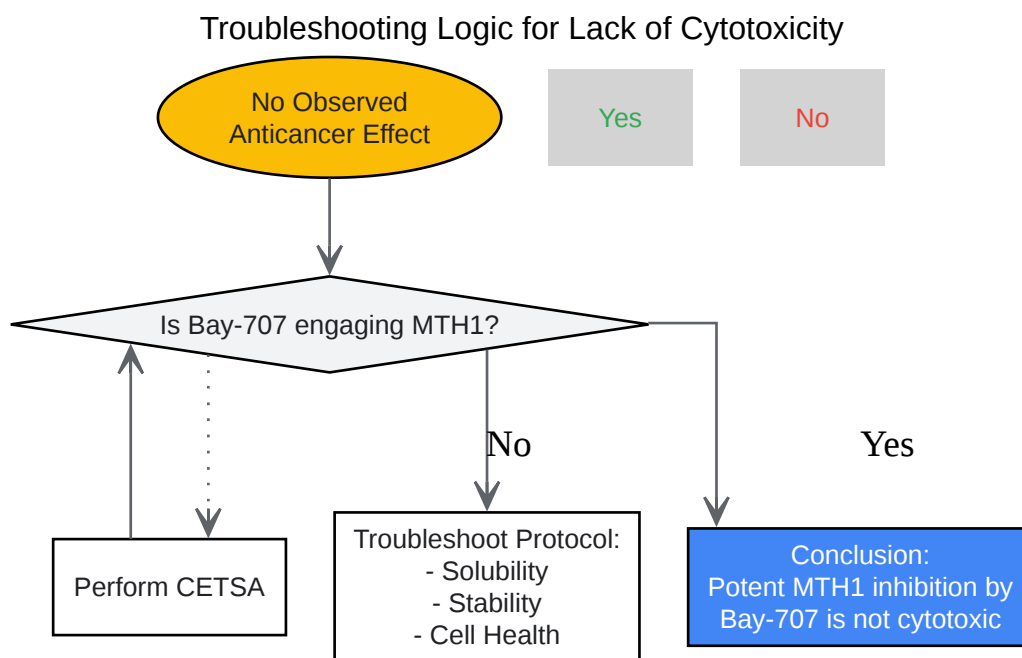 Troubleshooting Logic for Lack of Cytotoxicity
No Observed
Anticancer Effect
Yes
No
Is Bay-707 engaging MTH1?
No
Yes
Perform CETSA
Troubleshoot Protocol:
- Solubility
- Stability
- Cell Health
Conclusion:
Potent MTH1 inhibition by
Bay-707 is not cytotoxic